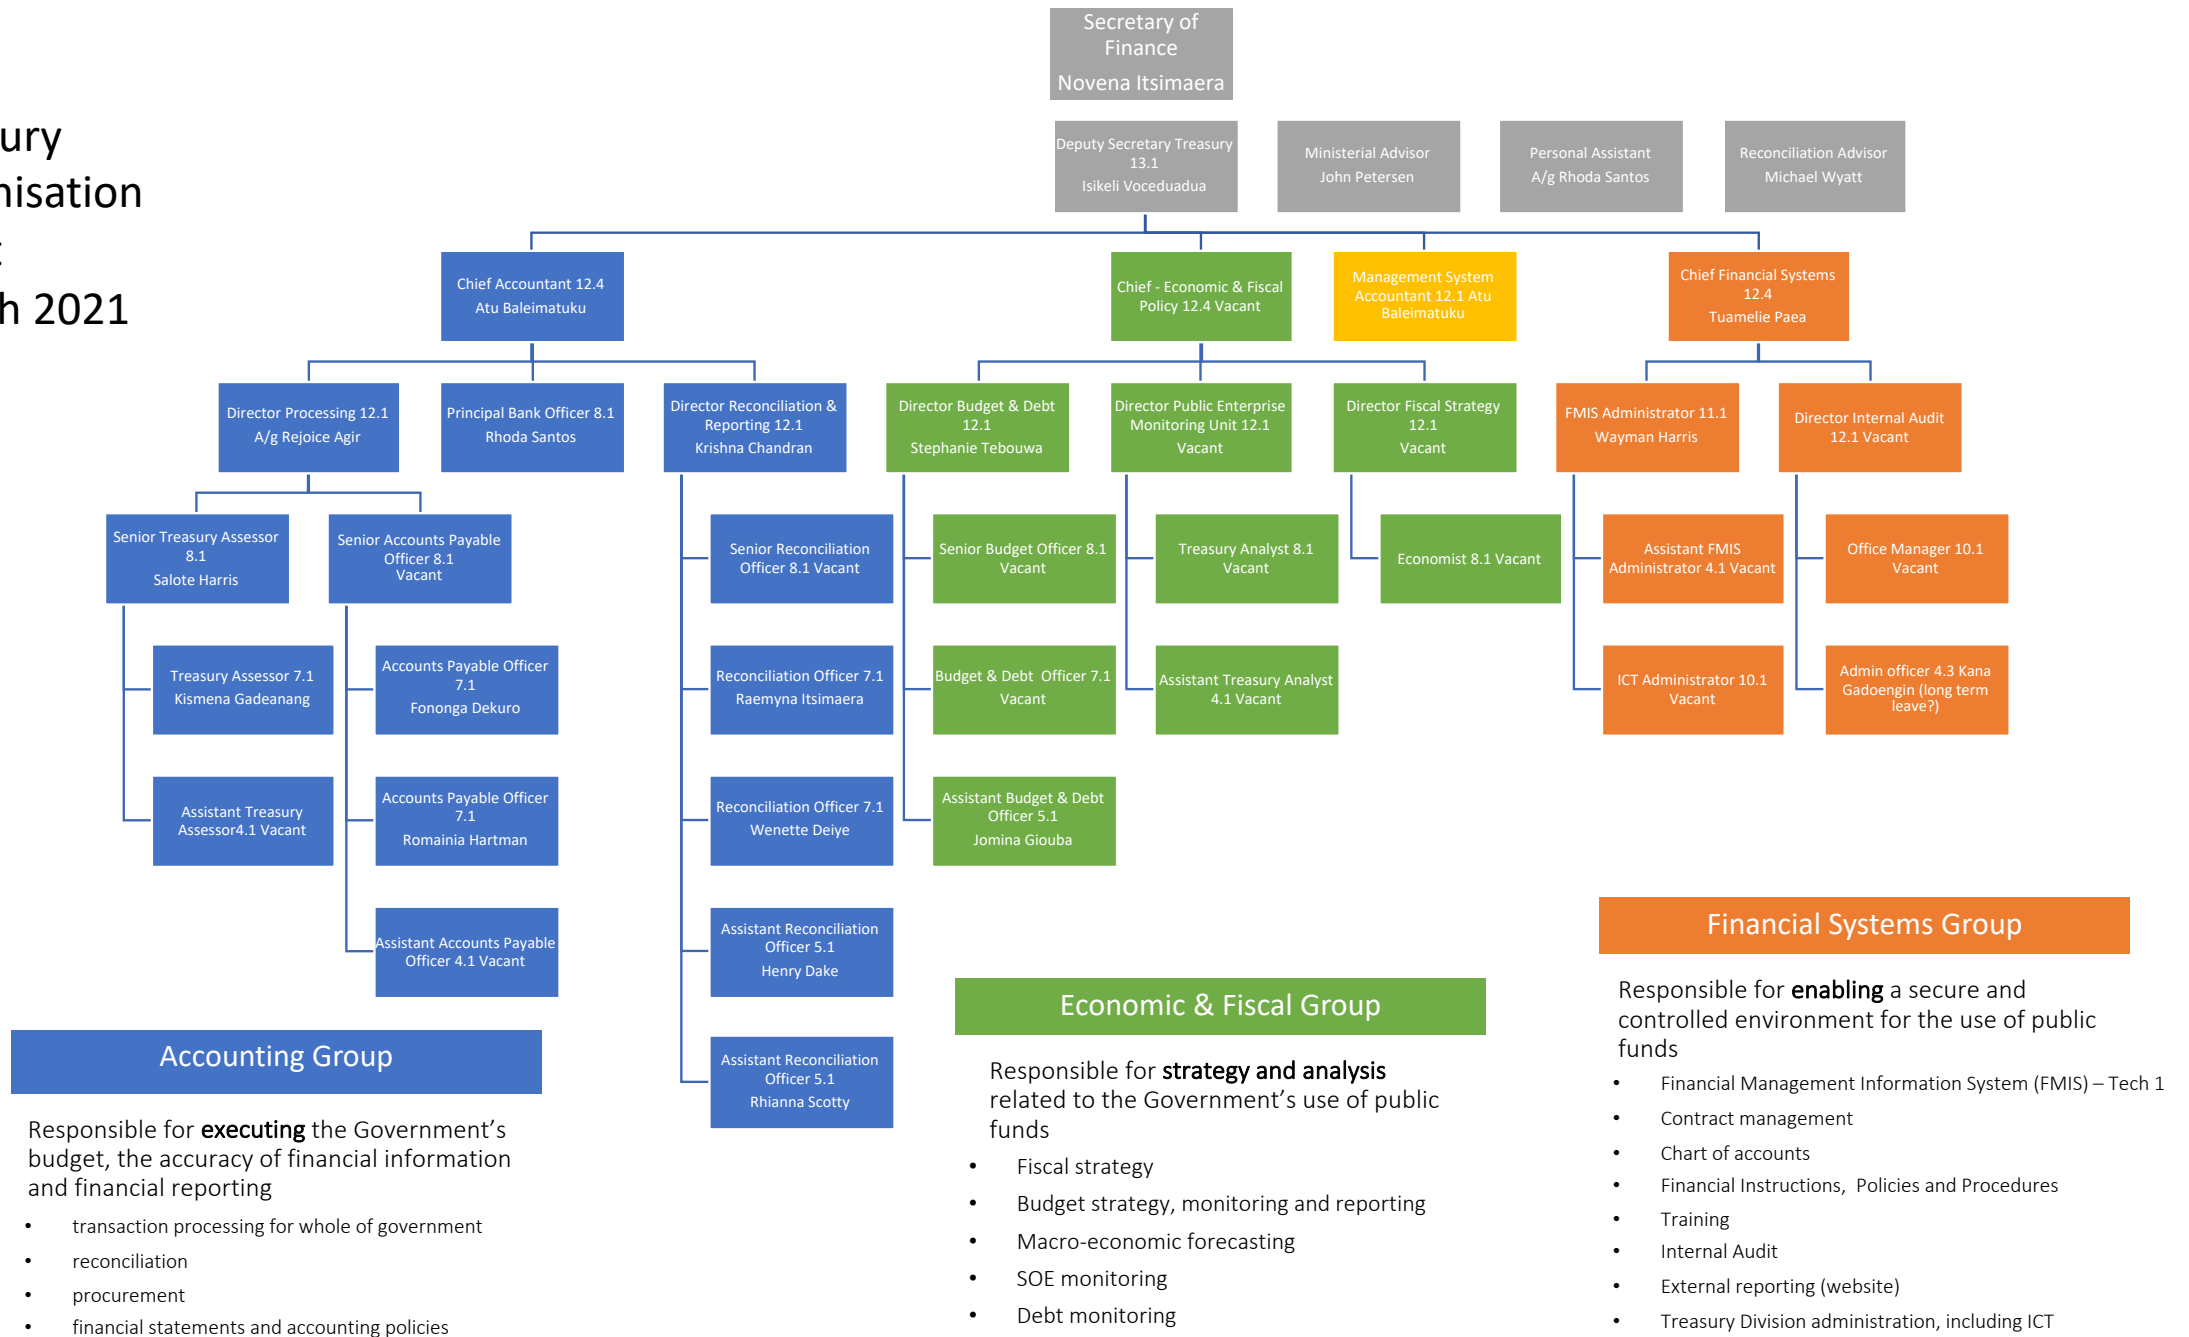 Secretary of
Finance
Novena Itsimaera
ury
nisation
h 2021
Deputy Secretary Treasury
13.1
Isikeli Voceduadua
Ministerial Advisor
John Petersen
Personal Assistant
A/g Rhoda Santos
Reconciliation Advisor
Michael Wyatt
Chief Accountant 12.4
Atu Baleimatuku
Chief - Economic & Fiscal
Policy 12.4 Vacant
Management System
Accountant 12.1 Atu
Baleimatuku
Chief Financial Systems
12.4
Tuamelie Paea
Director Processing 12.1
A/g Rejoice Agir
Principal Bank Officer 8.1
Rhoda Santos
Director Reconciliation &
Reporting 12.1
Krishna Chandran
Director Budget & Debt
12.1
Stephanie Tebouwa
Director Public Enterprise
Monitoring Unit 12.1
Vacant
Director Fiscal Strategy
12.1
Vacant
FMIS Administrator 11.1
Wayman Harris
Director Internal Audit
12.1 Vacant
Senior Treasury Assessor
8.1
Salote Harris
Senior Accounts Payable
Officer 8.1
Vacant
Senior Reconciliation
Officer 8.1 Vacant
Senior Budget Officer 8.1
Vacant
Treasury Analyst 8.1
Vacant
Economist 8.1 Vacant
Assistant FMIS
Administrator 4.1 Vacant
Office Manager 10.1
Vacant
Treasury Assessor 7.1
Kismena Gadeanang
Accounts Payable Officer
7.1
Fononga Dekuro
Reconciliation Officer 7.1
Raemyna Itsimaera
Budget & Debt  Officer 7.1
Vacant
Assistant Treasury Analyst
4.1 Vacant
ICT Administrator 10.1
Vacant
Admin officer 4.3 Kana
Gadoengin (long term
leave?)
Assistant Treasury
Assessor4.1 Vacant
Accounts Payable Officer
7.1
Romainia Hartman
Reconciliation Officer 7.1
Wenette Deiye
Assistant Budget & Debt
Officer 5.1
Jomina Giouba
Assistant Accounts Payable
Officer 4.1 Vacant
Assistant Reconciliation
Officer 5.1
Henry Dake
Assistant Reconciliation
Officer 5.1
Rhianna Scotty
Accounting Group
Responsible for executing the Government's
budget, the accuracy of financial information
and financial reporting
• transaction processing for whole of government
• reconciliation
• procurement
• financial statements and accounting policies
Economic & Fiscal Group
Responsible for strategy and analysis
related to the Government's use of public
funds
• Fiscal strategy
• Budget strategy, monitoring and reporting
• Macro-economic forecasting
• SOE monitoring
• Debt monitoring
Financial Systems Group
Responsible for enabling a secure and
controlled environment for the use of public
funds
• Financial Management Information System (FMIS) – Tech 1
• Contract management
• Chart of accounts
• Financial Instructions,  Policies and Procedures
• Training
• Internal Audit
• External reporting (website)
• Treasury Division administration, including ICT